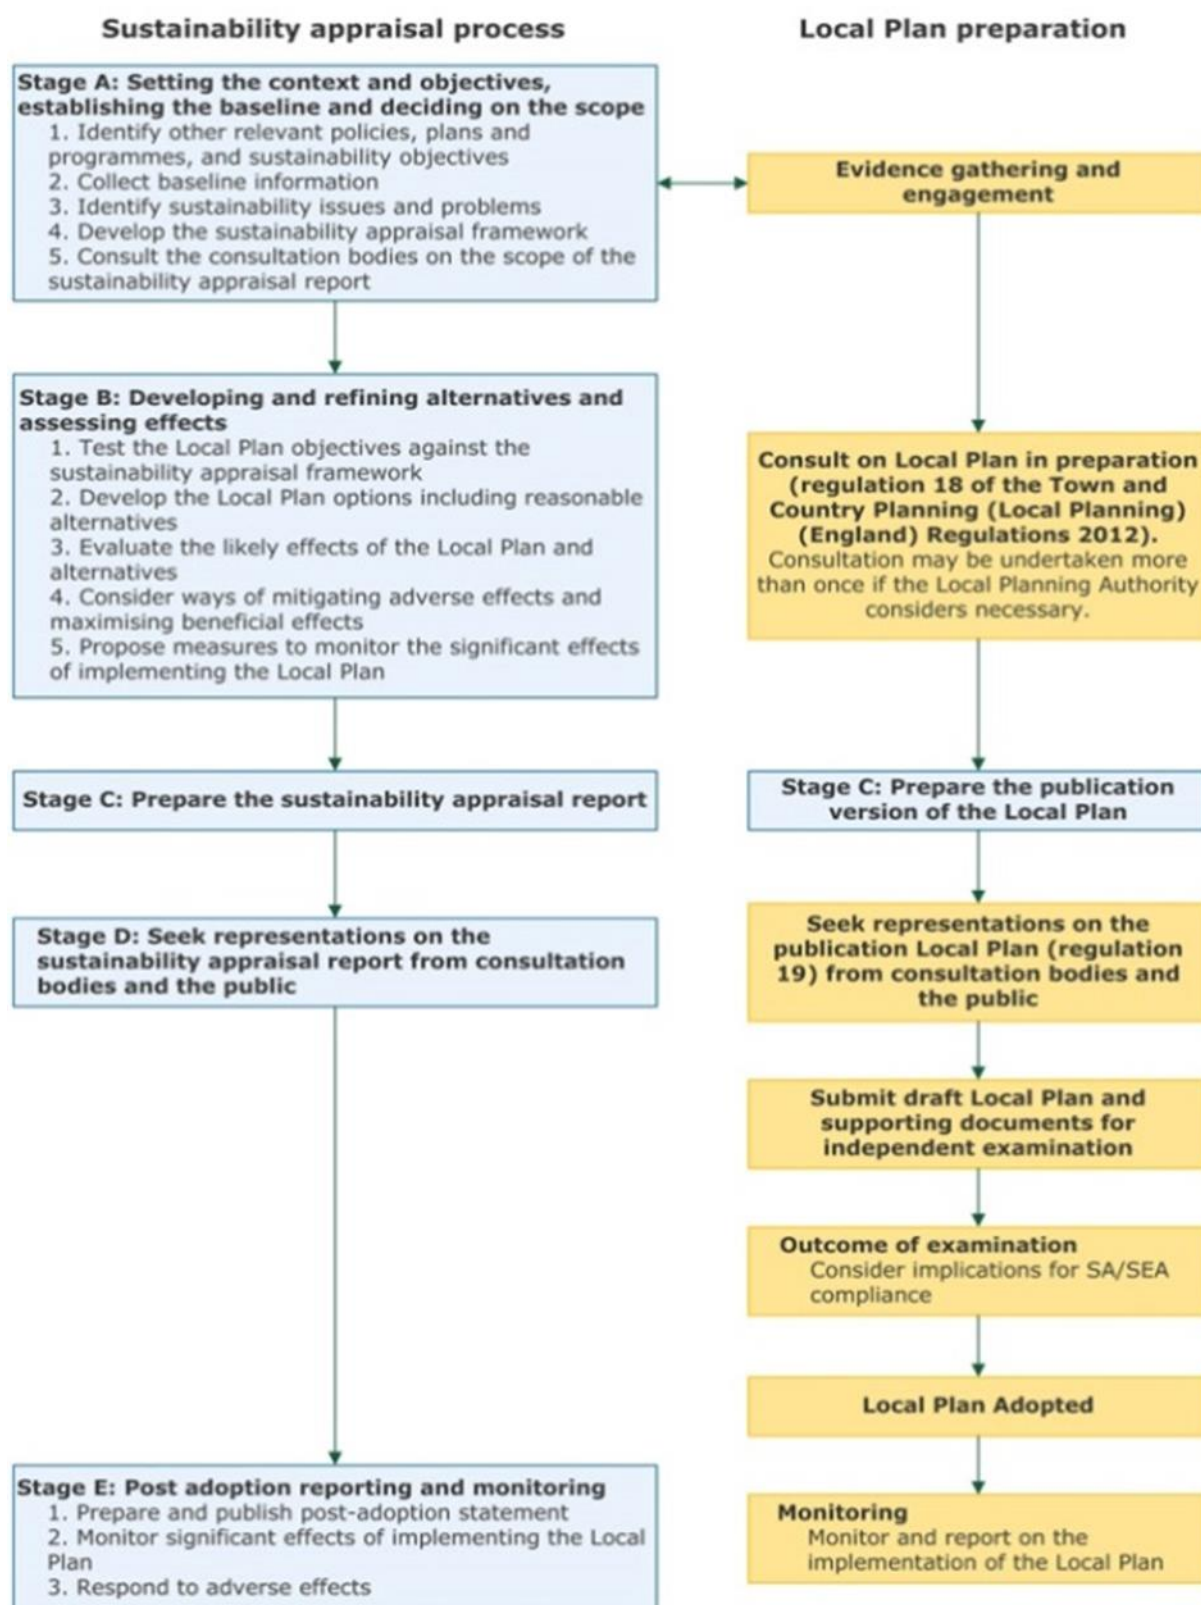 Sustainability appraisal process
Stage A: Setting the context and objectives,
establishing the baseline and deciding on the scope
1. Identify other relevant policies, plans and
programmes, and sustainability objectives
2. Collect baseline information
3. Identify sustainability issues and problems
4. Develop the sustainability appraisal framework
5. Consult the consultation bodies on the scope of the
sustainability appraisal report
Stage B: Developing and refining alternatives and
assessing effects
1. Test the Local Plan objectives against the
sustainability appraisal framework
2. Develop the Local Plan options including reasonable
alternatives
3. Evaluate the likely effects of the Local Plan and
alternatives
4. Consider ways of mitigating adverse effects and
maximising beneficial effects
5. Propose measures to monitor the significant effects
of implementing the Local Plan
Stage C: Prepare the sustainability appraisal report
Stage D: Seek representations on the
sustainability appraisal report from consultation
bodies and the public
Stage E: Post adoption reporting and monitoring
1. Prepare and publish post-adoption statement
2. Monitor significant effects of implementing the Local
Plan
3. Respond to adverse effects
Local Plan preparation
Evidence gathering and
engagement
Consult on Local Plan in preparation
(regulation 18 of the Town and
Country Planning (Local Planning)
(England) Regulations 2012).
Consultation may be undertaken more
than once if the Local Planning Authority
considers necessary.
Stage C: Prepare the publication
version of the Local Plan
Seek representations on the
publication Local Plan (regulation
19) from consultation bodies and
the public
Submit draft Local Plan and
supporting documents for
independent examination
Outcome of examination
Consider implications for SA/SEA
compliance
Local Plan Adopted
Monitoring
Monitor and report on the
implementation of the Local Plan